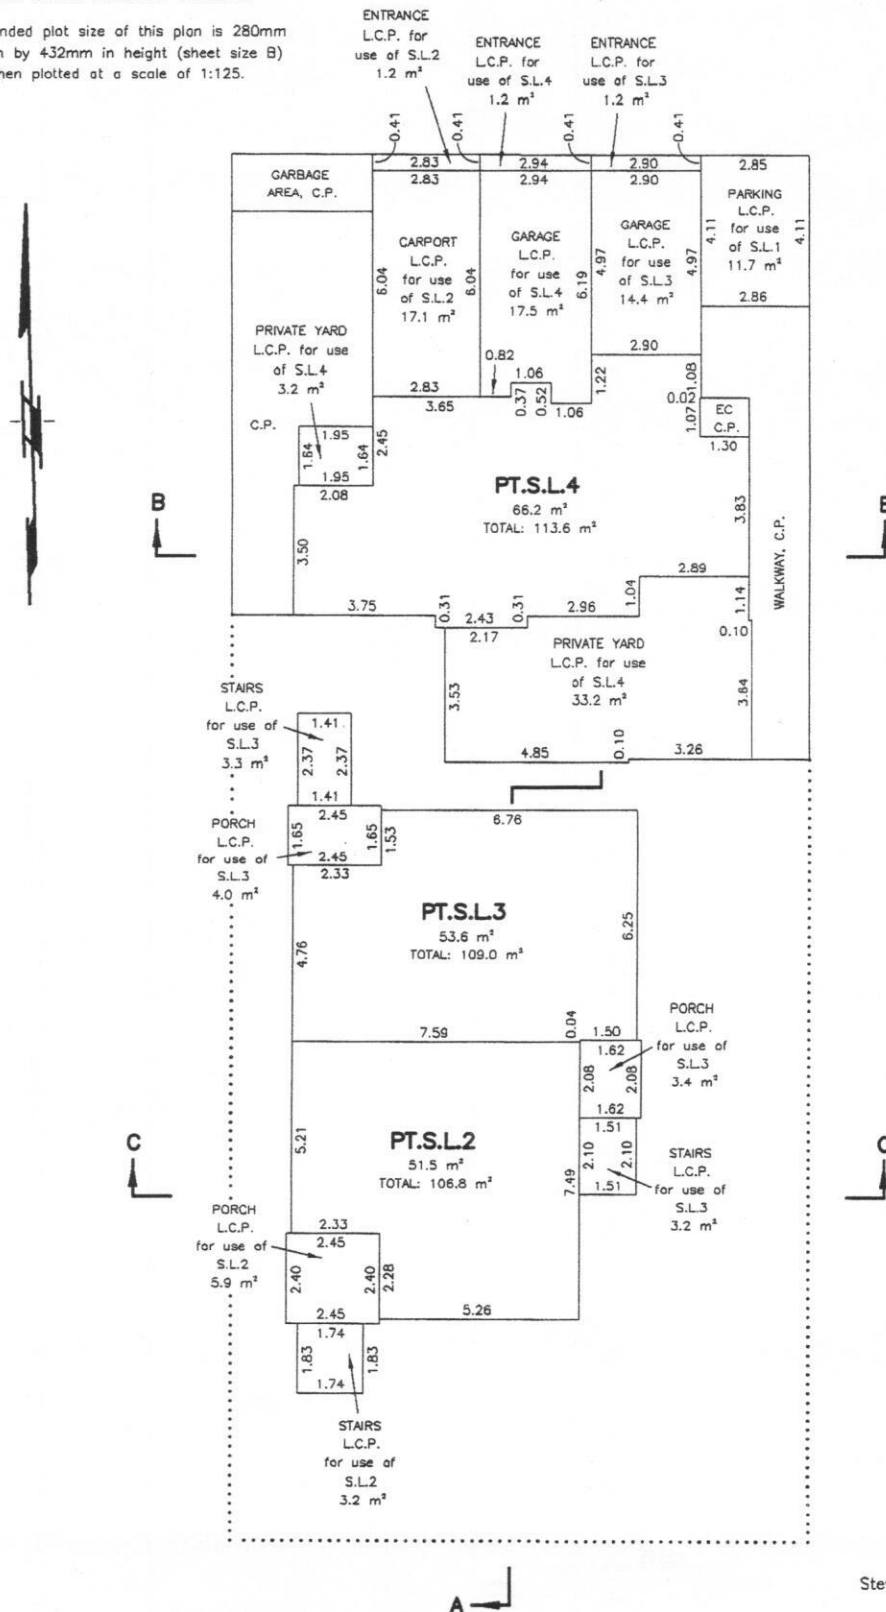 nded plot size of this plan is 280mm
by 432mm in height (sheet size B)
hen plotted at a scale of 1:125.
ENTRANCE
L.C.P. for
use of S.L.2
1.2 m²
ENTRANCE
L.C.P. for
use of S.L.4
1.2 m²
ENTRANCE
L.C.P. for
use of S.L.3
1.2 m²
0.41
0.41
0.41
0.41
2.83
2.94
2.90
2.85
2.83
2.94
2.90
GARBAGE
AREA, C.P.
CARPORT
L.C.P.
for use
of S.L.2
17.1 m²
6.04
6.04
GARAGE
L.C.P.
for use
of S.L.4
17.5 m²
6.19
4.97
GARAGE
L.C.P.
for use
of S.L.3
14.4 m²
4.97
4.11
PARKING
L.C.P.
for use
of S.L.1
11.7 m²
4.11
2.86
PRIVATE YARD
L.C.P. for use
of S.L.4
3.2 m²
2.83
3.65
0.82
1.06
0.37
0.52
1.06
1.22
2.90
1.08
0.02
1.07
EC
C.P.
1.30
C.P.
1.95
1.64
1.64
2.45
1.95
2.08
PT.S.L.4
66.2 m²
TOTAL: 113.6 m²
3.83
WALKWAY, C.P.
B
3.50
2.89
3.75
0.31
2.43
0.31
2.96
1.04
1.14
2.17
0.10
PRIVATE YARD
L.C.P. for use
of S.L.4
33.2 m²
3.53
3.64
4.85
0.10
3.26
STAIRS
L.C.P.
for use of
S.L.3
3.3 m²
1.41
2.37
2.37
1.41
PORCH
L.C.P.
for use of
S.L.3
4.0 m²
2.45
1.65
1.65
1.53
2.45
2.33
6.76
PT.S.L.3
53.6 m²
TOTAL: 109.0 m²
4.76
6.25
7.59
0.04
1.50
PORCH
L.C.P.
for use of
S.L.3
3.4 m²
1.62
2.08
2.08
1.62
1.51
2.10
2.10
1.51
STAIRS
L.C.P.
for use of
S.L.3
3.2 m²
C
5.21
PT.S.L.2
51.5 m²
TOTAL: 106.8 m²
7.49
PORCH
L.C.P.
for use of
S.L.2
5.9 m²
2.33
2.45
2.40
2.40
2.28
2.45
5.26
1.74
1.83
1.83
1.74
STAIRS
L.C.P.
for use of
S.L.2
3.2 m²
A
Ste